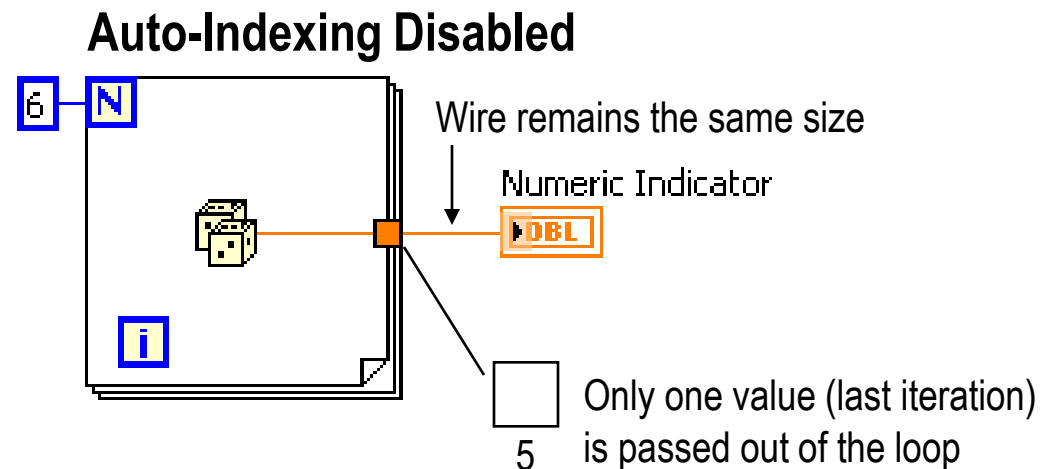 Auto-Indexing Disabled
6
N
Wire remains the same size
Numeric Indicator
DBL
i
Only one value (last iteration)
is passed out of the loop
5